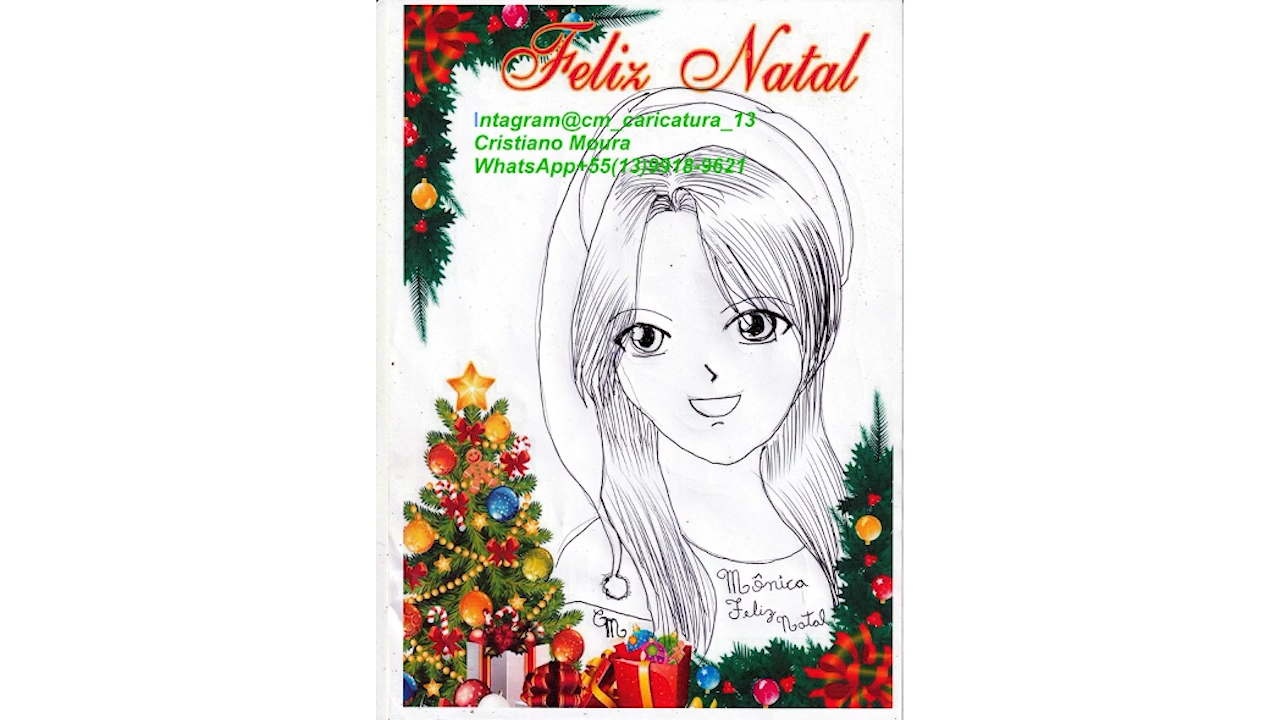 Feliz Natal
Intagram@cm_caricatura_13
Cristiano Moura
WhatsApp+55(13)9918-9621
Mônica
Feliz
Natal
CM